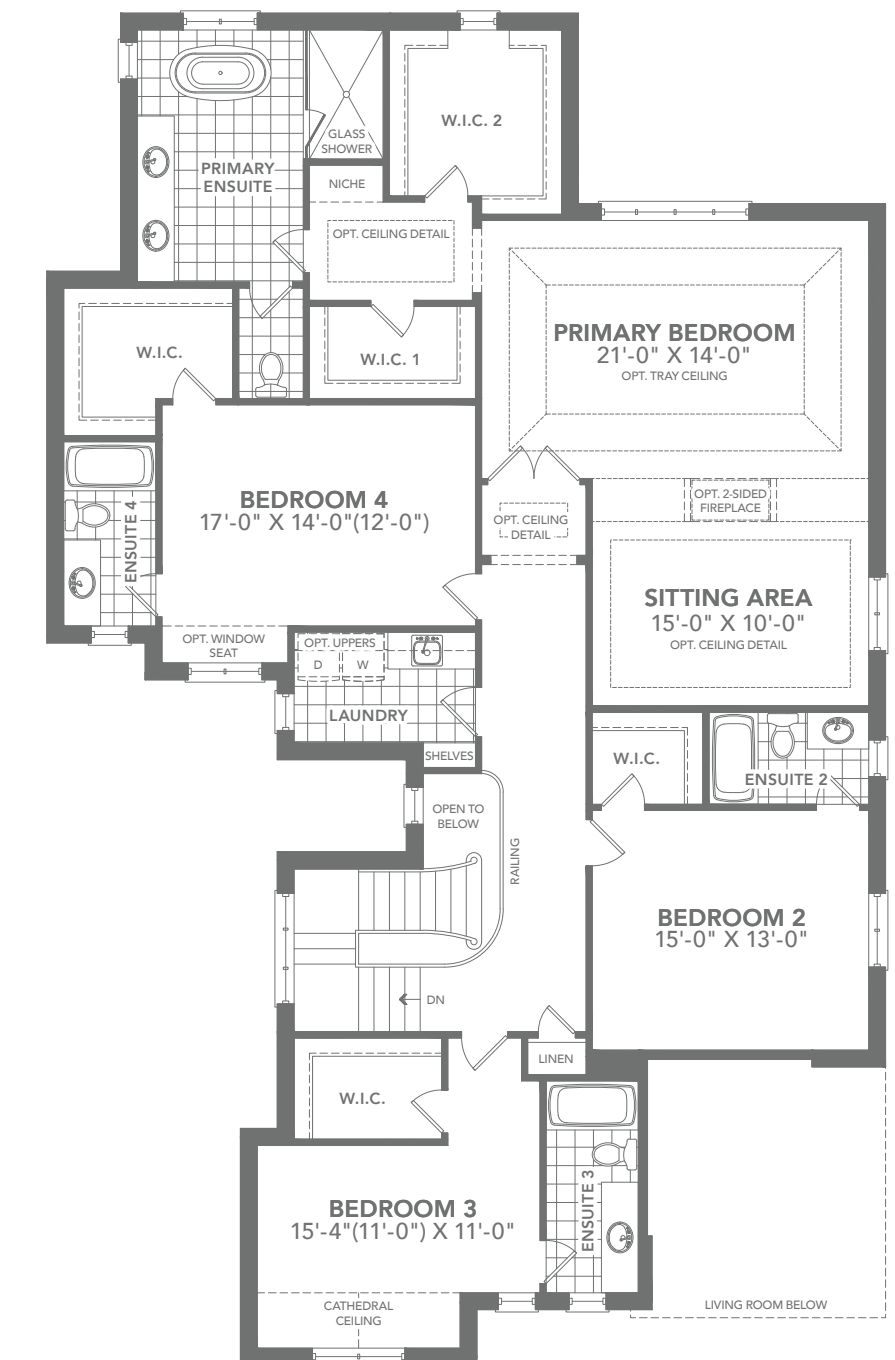 GLASS
SHOWER
W.I.C. 2
PRIMARY
ENSUITE
NICHE
OPT. CEILING DETAIL
W.I.C.
W.I.C. 1
PRIMARY BEDROOM
21'-0" X 14'-0"
OPT. TRAY CEILING
BEDROOM 4
17'-0" X 14'-0"(12'-0")
ENSUITE 4
OPT. CEILING
DETAIL
OPT. 2-SIDED
FIREPLACE
SITTING AREA
15'-0" X 10'-0"
OPT. CEILING DETAIL
OPT. WINDOW
SEAT
OPT. UPPERS
D
W
LAUNDRY
SHELVES
W.I.C.
ENSUITE 2
OPEN TO
BELOW
RAILING
BEDROOM 2
15'-0" X 13'-0"
DN
LINEN
W.I.C.
BEDROOM 3
15'-4"(11'-0") X 11'-0"
ENSUITE 3
CATHEDRAL
CEILING
LIVING ROOM BELOW